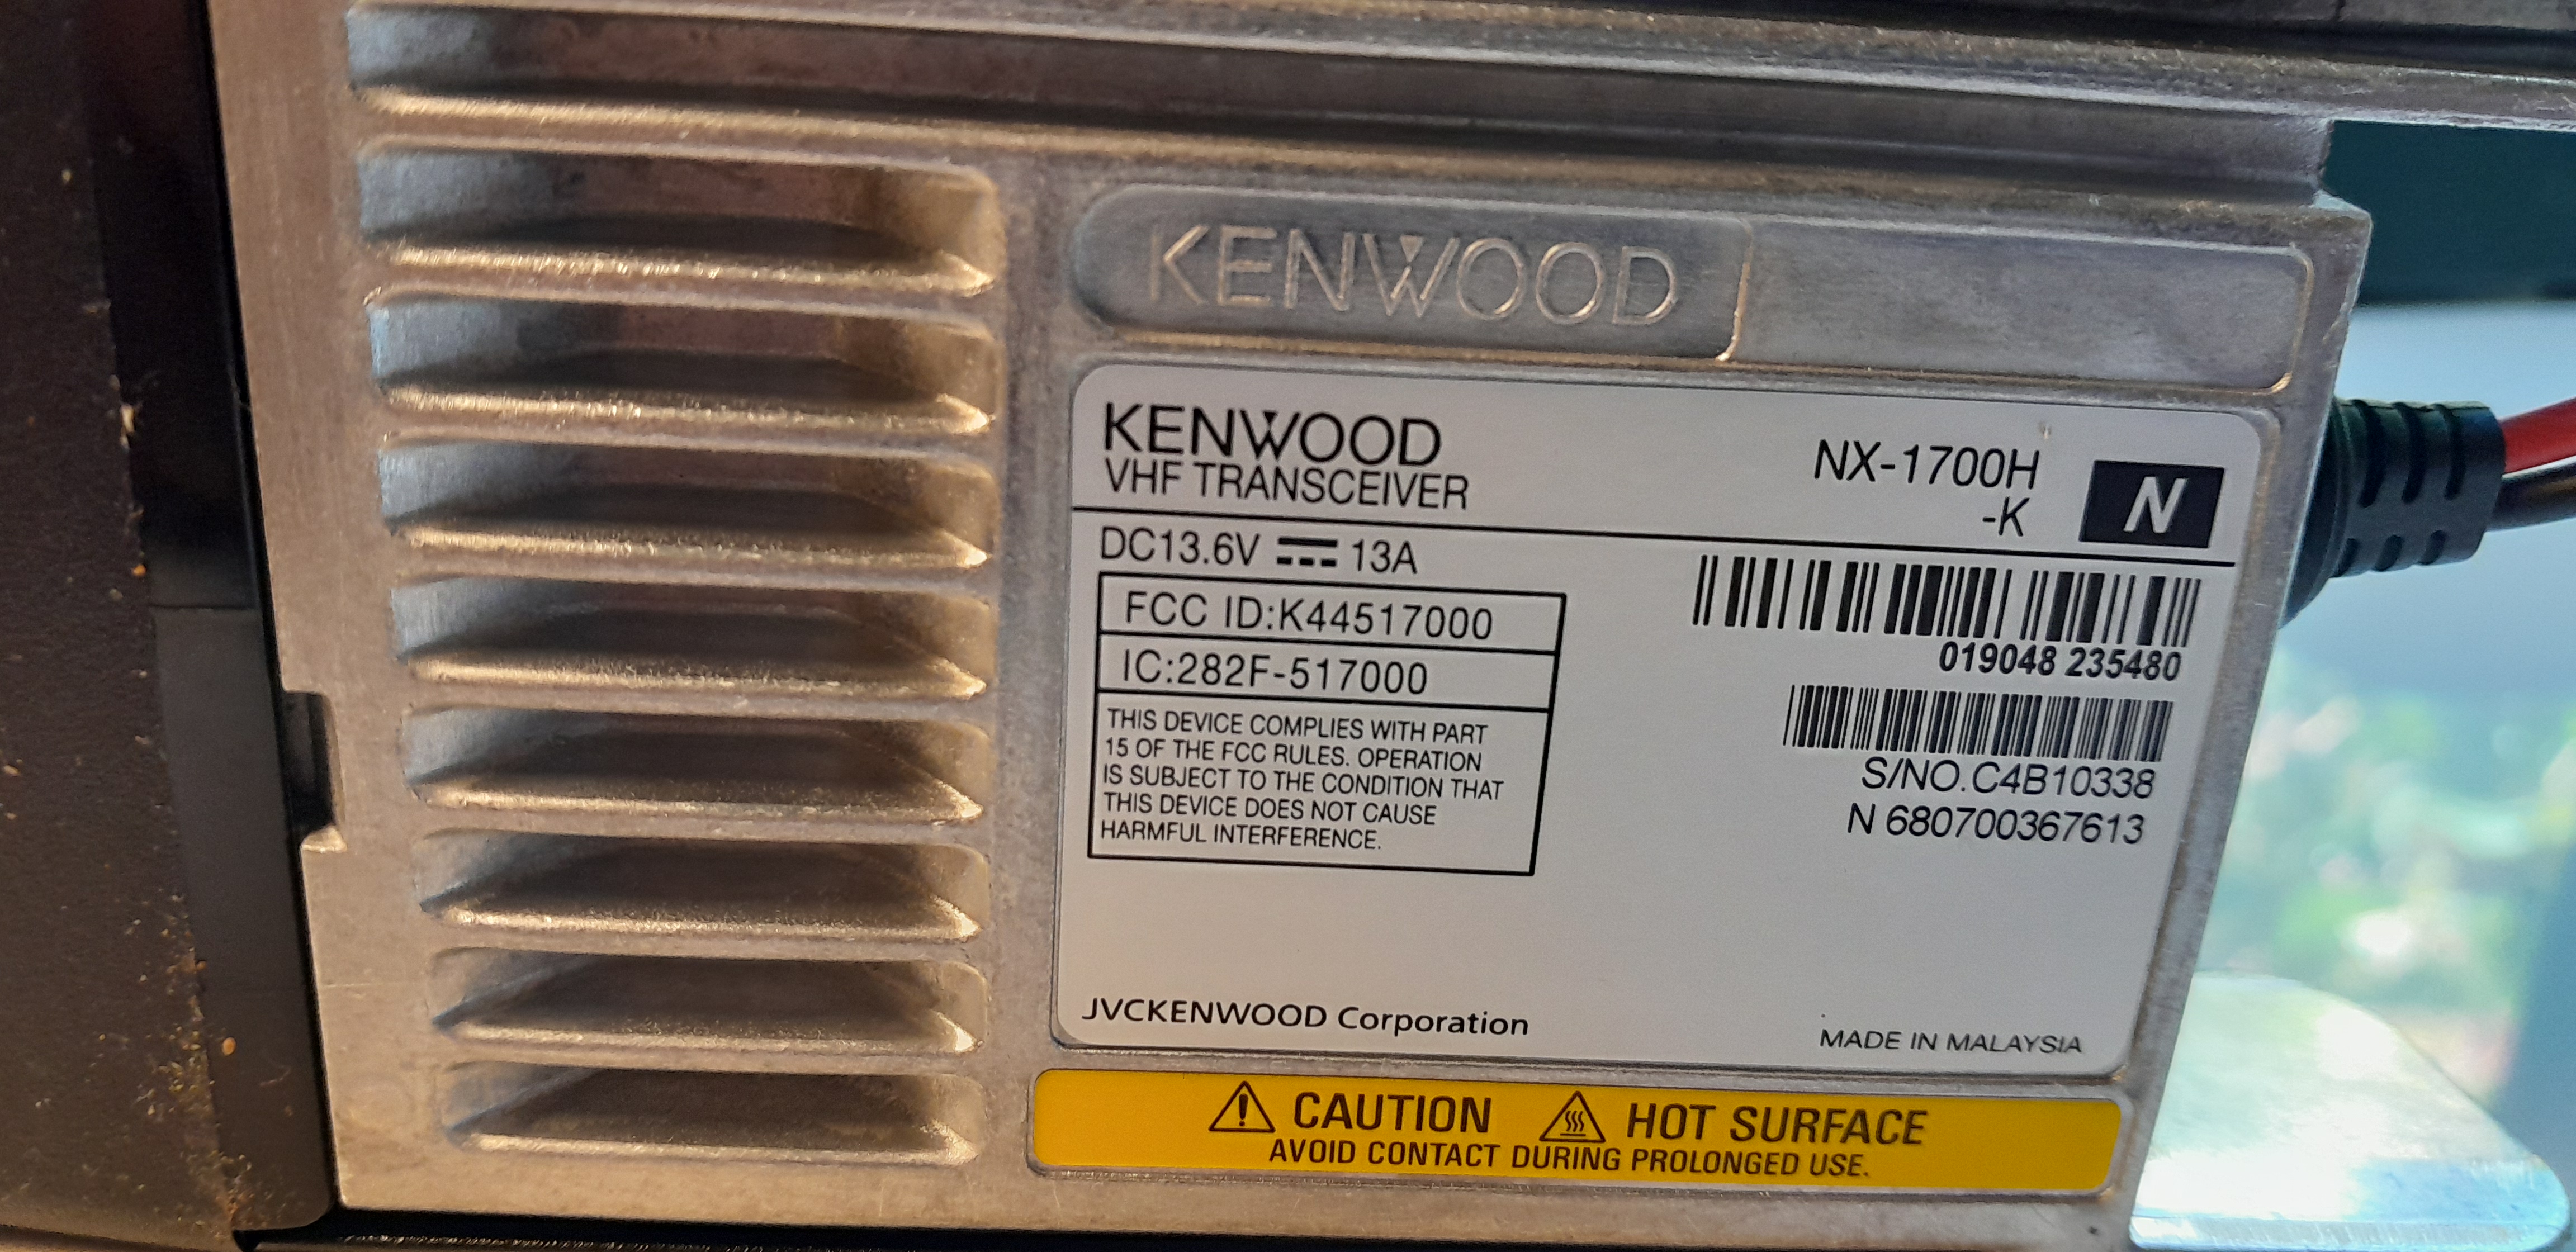 KENWOOD
KENWOOD
VHF TRANSCEIVER
NX-1700H
-K
N
DC13.6V ⎓ 13A
FCC ID:K44517000
IC:282F-517000
THIS DEVICE COMPLIES WITH PART
15 OF THE FCC RULES. OPERATION
IS SUBJECT TO THE CONDITION THAT
THIS DEVICE DOES NOT CAUSE
HARMFUL INTERFERENCE.
019048 235480
S/NO.C4B10338
N 680700367613
JVCKENWOOD Corporation
MADE IN MALAYSIA
CAUTION HOT SURFACE
AVOID CONTACT DURING PROLONGED USE.